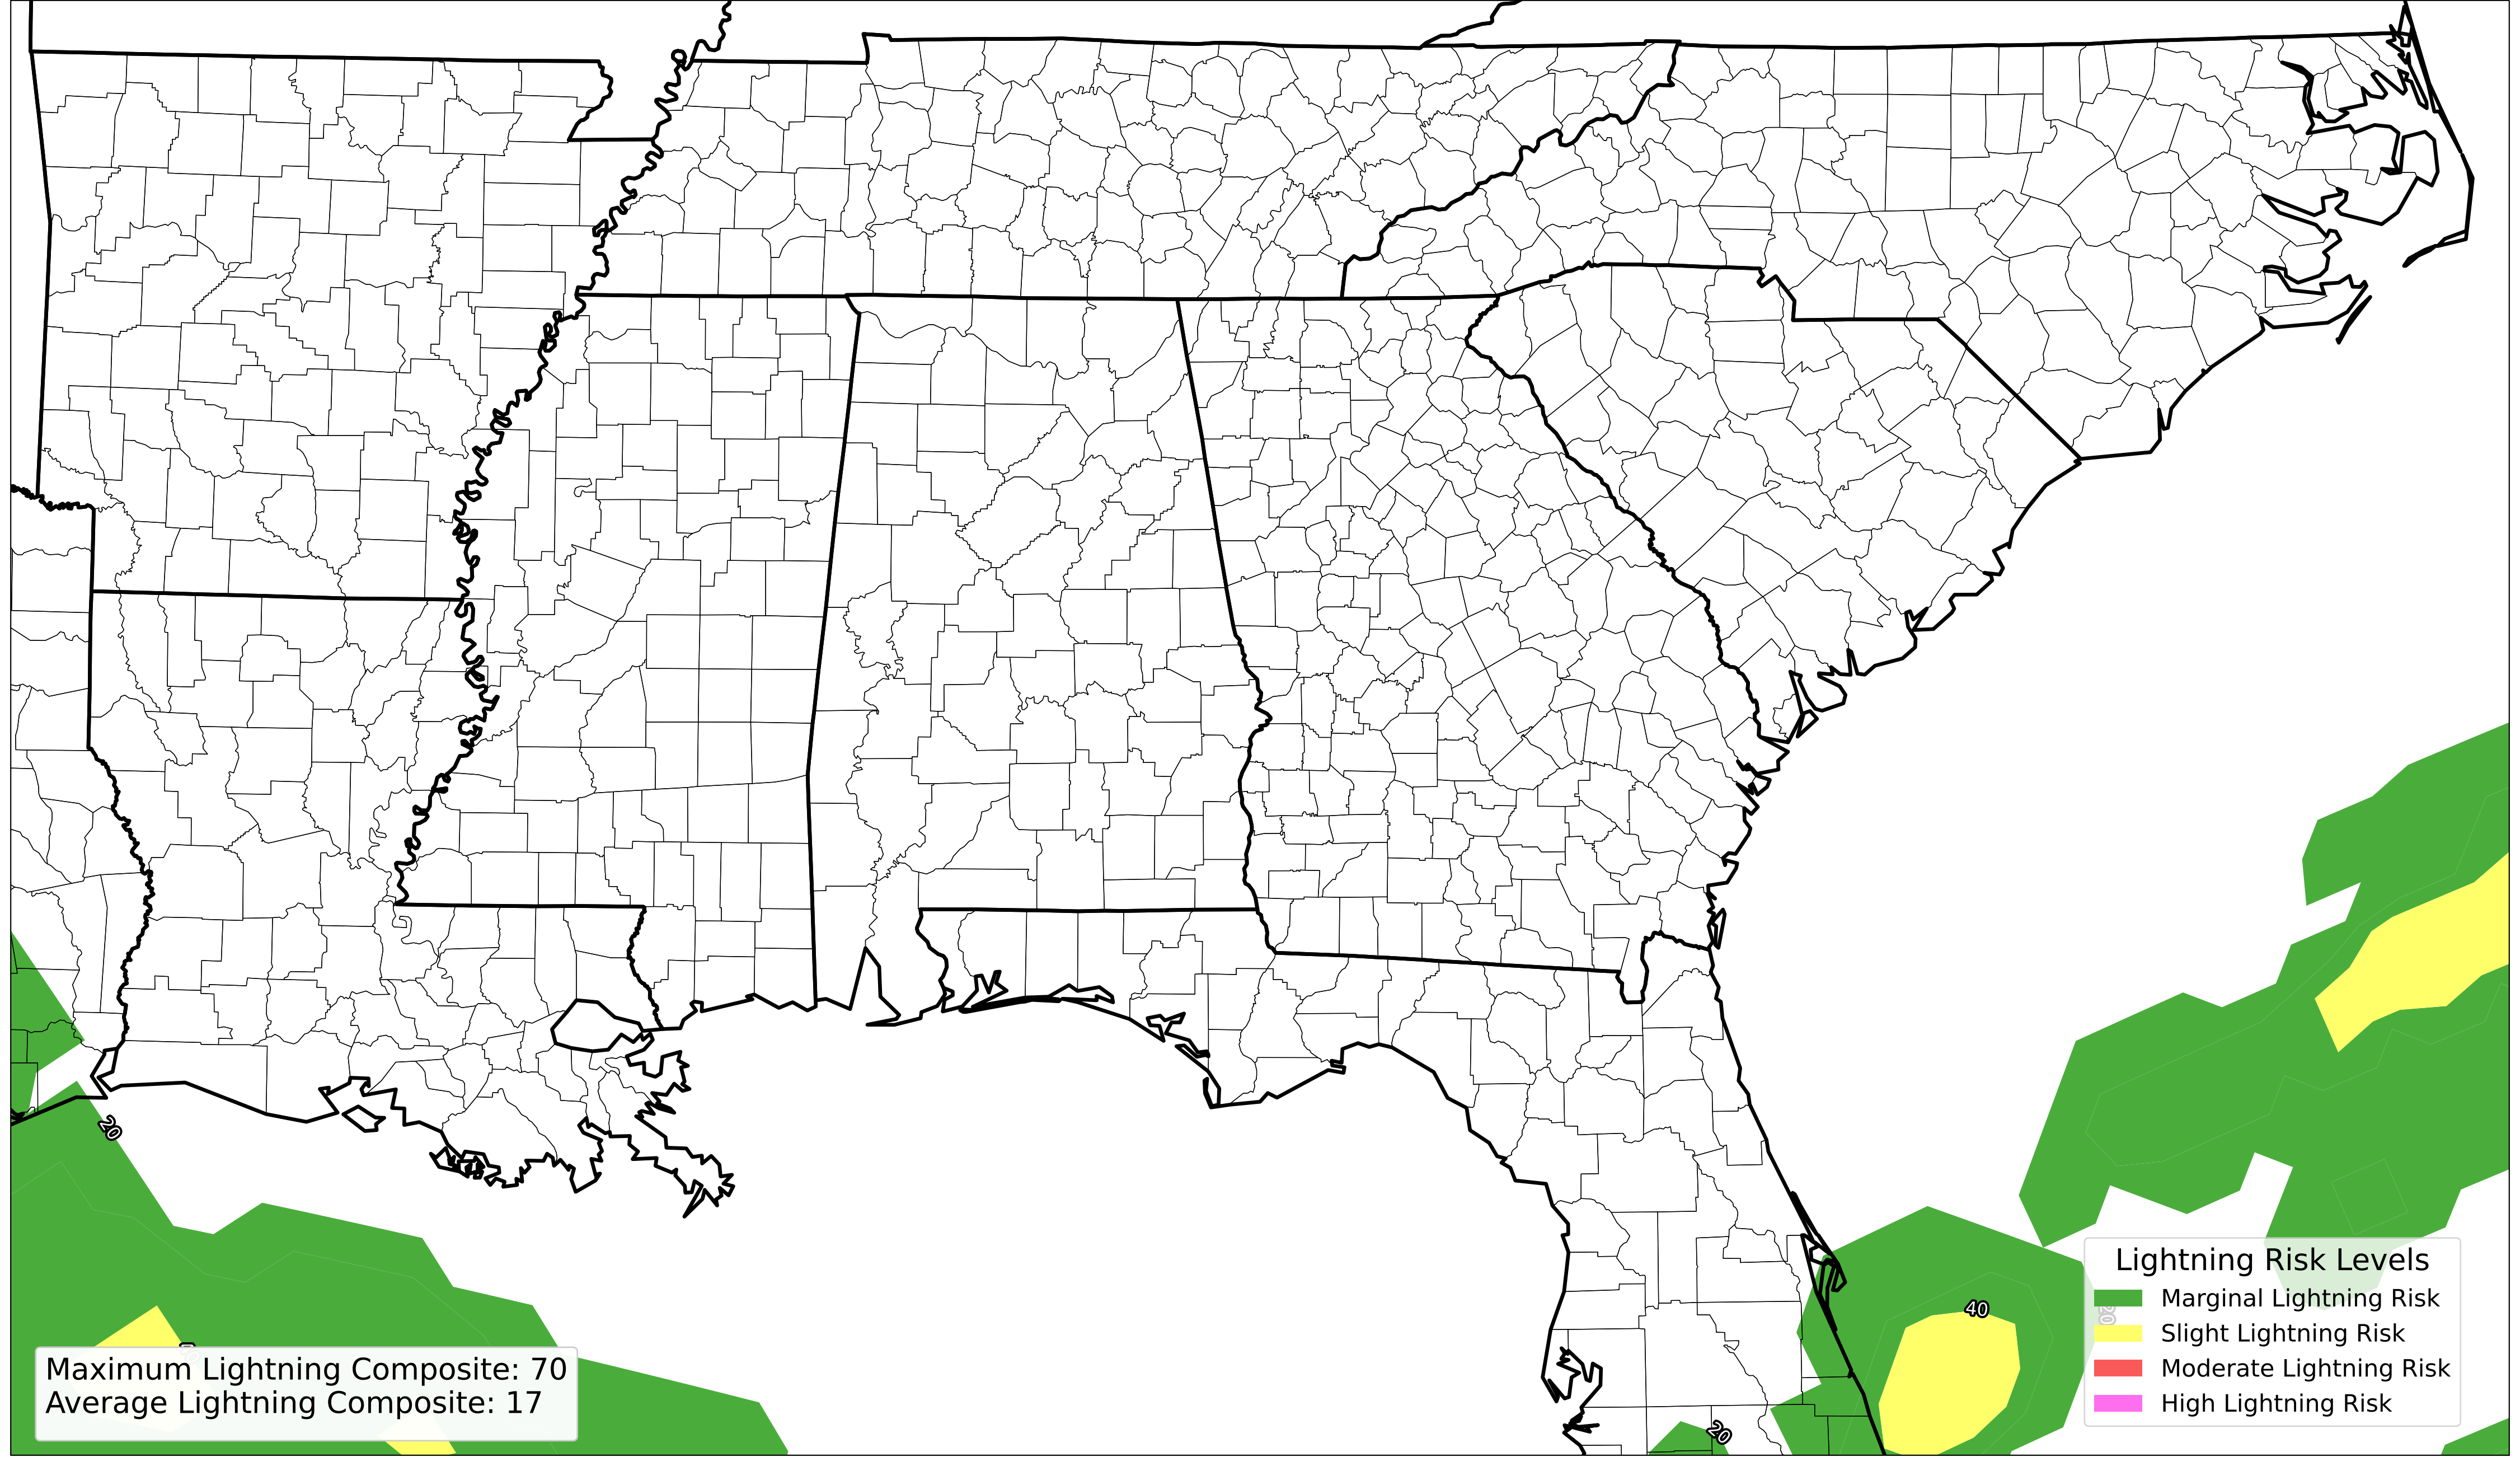 20
40
20
20
Lightning Risk Levels
Marginal Lightning Risk
Slight Lightning Risk
Moderate Lightning Risk
High Lightning Risk
Maximum Lightning Composite: 70
Average Lightning Composite: 17